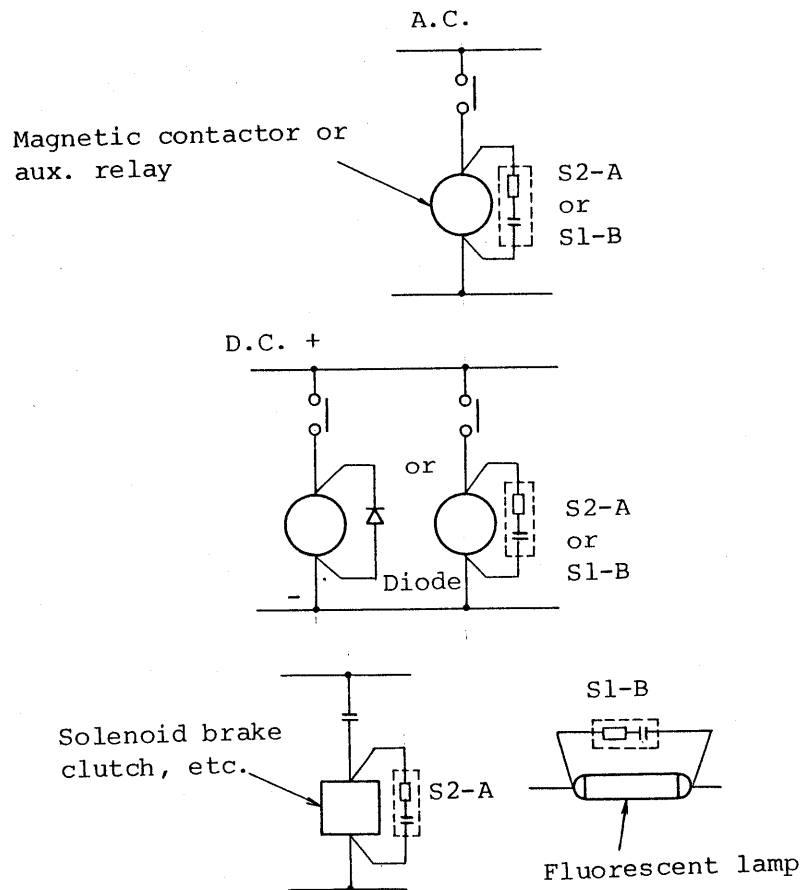 A.C.
Magnetic contactor or
aux. relay
S2-A
or
S1-B
D.C. +
or
S2-A
or
S1-B
Diode
-
S1-B
Solenoid brake
clutch, etc.
S2-A
Fluorescent lamp